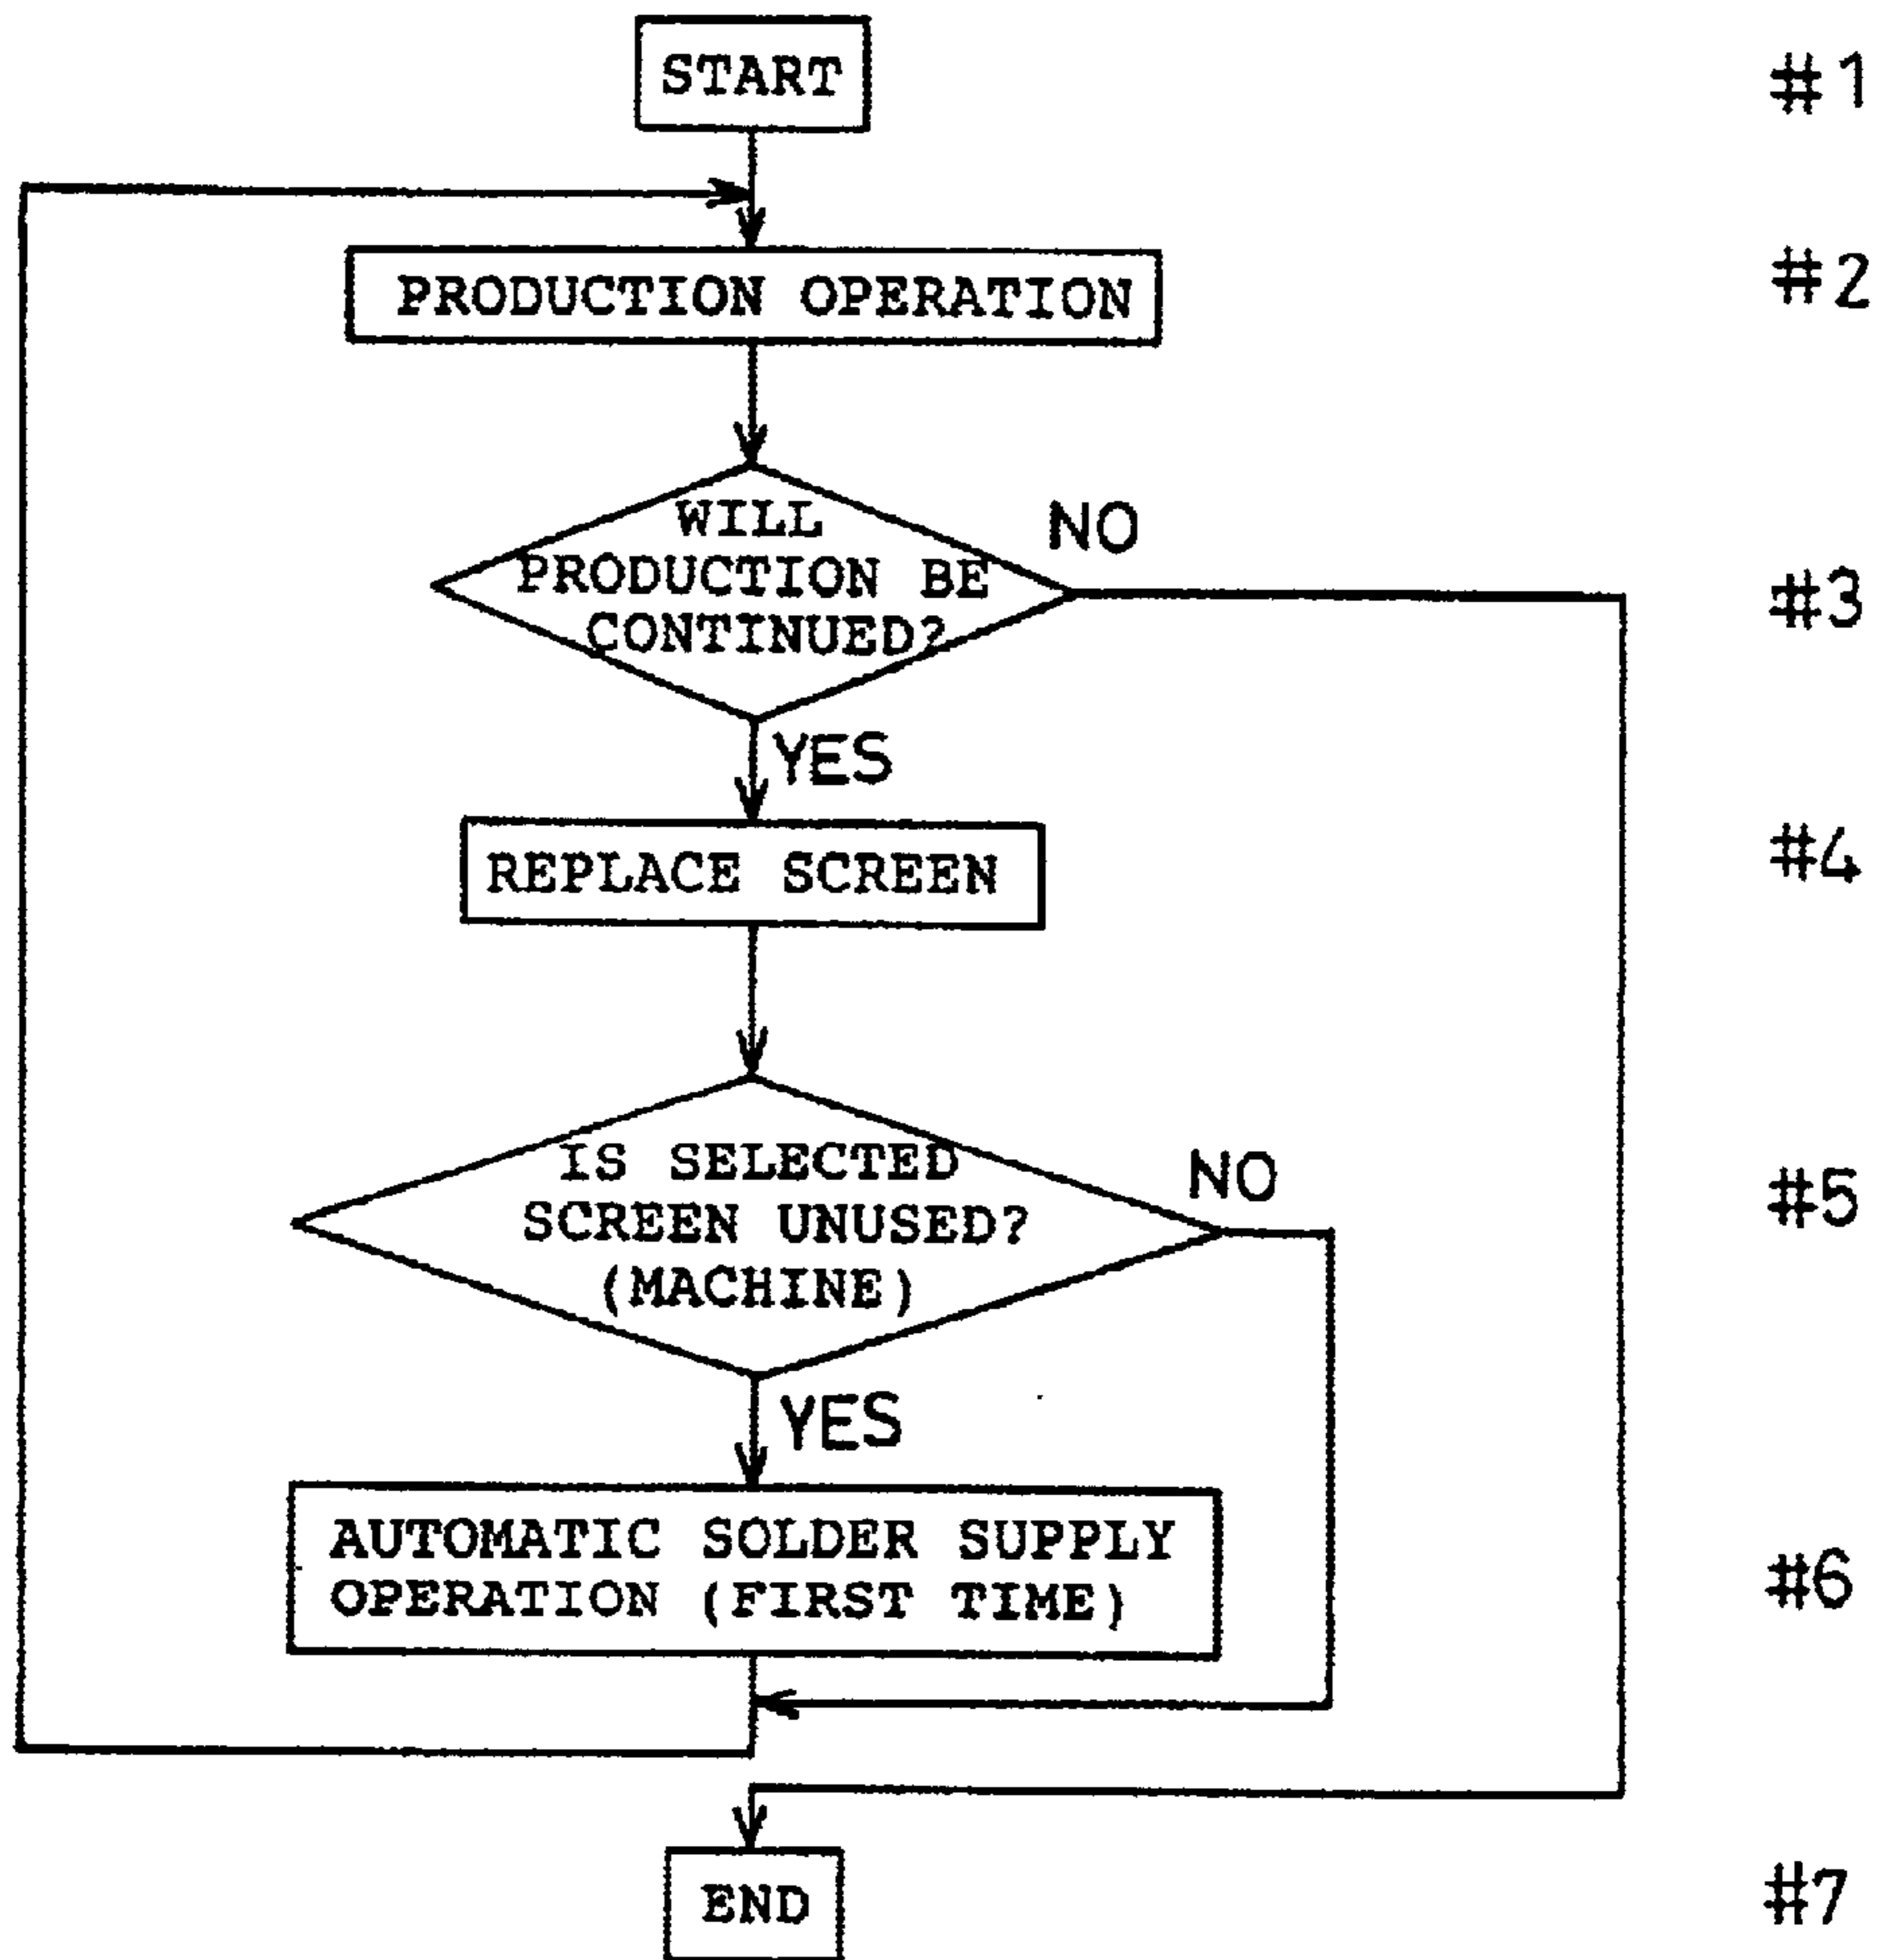 START
#1
PRODUCTION OPERATION
#2
WILL
NO
PRODUCTION BE
#3
CONTINUED?
YES
REPLACE SCREEN
#4
IS SELECTED
NO
SCREEN UNUSED?
#5
(MACHINE)
YES
AUTOMATIC SOLDER SUPPLY
OPERATION (FIRST TIME)
#6
END
#7